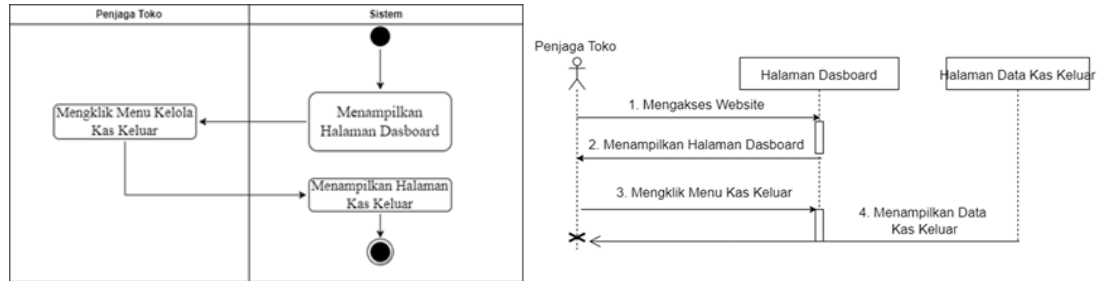 Penjaga Toko
Sistem
Menampilkan
Halaman Dasboard
Mengklik Menu Kelola
Kas Keluar
Menampilkan Halaman
Kas Keluar
Penjaga Toko
Halaman Dasboard
Halaman Data Kas Keluar
1. Mengakses Website
2. Menampilkan Halaman Dasboard
3. Mengklik Menu Kas Keluar
4. Menampilkan Data
Kas Keluar